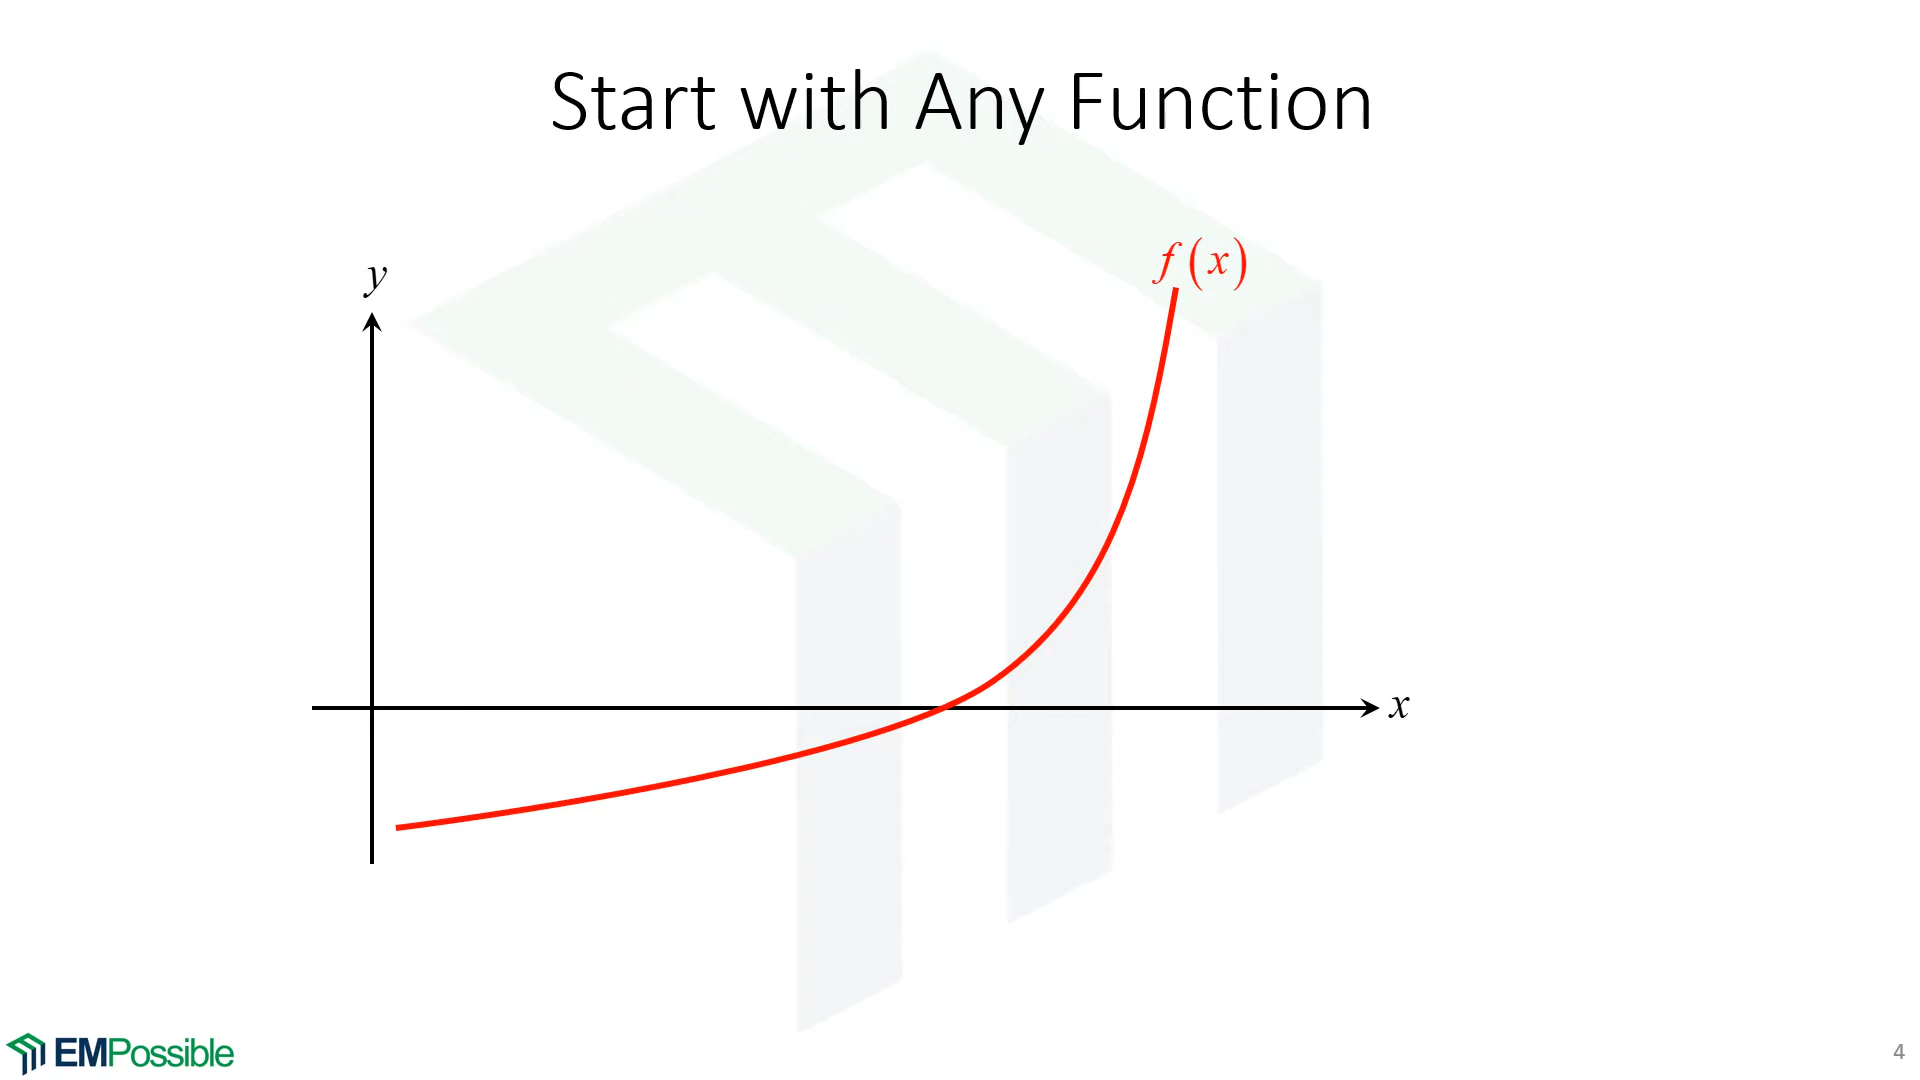 Start with Any Function
f(x)
y
x
EMPossible
4